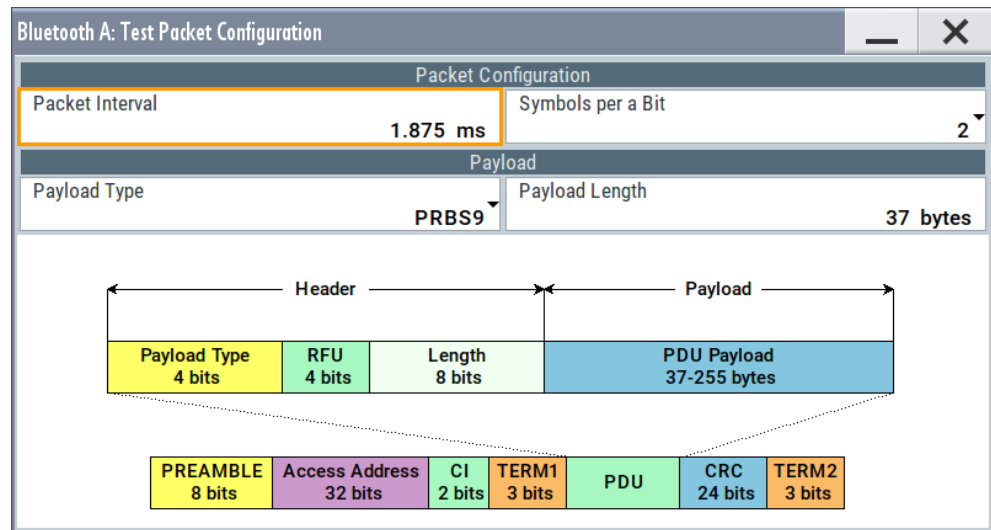 Bluetooth A: Test Packet Configuration
Packet Configuration
Packet Interval
1.875 ms
Symbols per a Bit
2
Payload
Payload Type
PRBS9
Payload Length
37 bytes
Header
Payload
Payload Type
4 bits
RFU
4 bits
Length
8 bits
PDU Payload
37-255 bytes
PREAMBLE
8 bits
Access Address
32 bits
CI
2 bits
TERM1
3 bits
PDU
CRC
24 bits
TERM2
3 bits